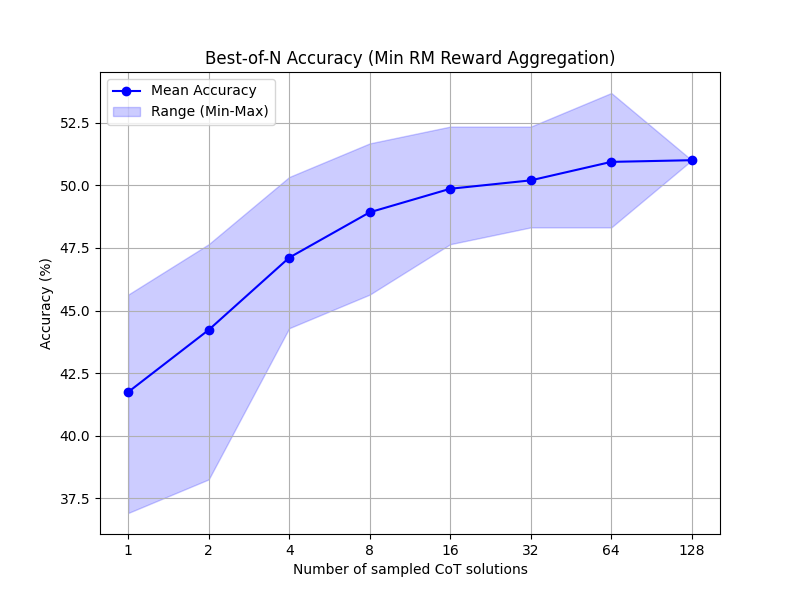 Best-of-N Accuracy (Min RM Reward Aggregation)
Mean Accuracy
Range (Min-Max)
52.5
50.0
47.5
45.0
42.5
40.0
37.5
Accuracy (%)
1 2 4 8 16 32 64 128
Number of sampled CoT solutions